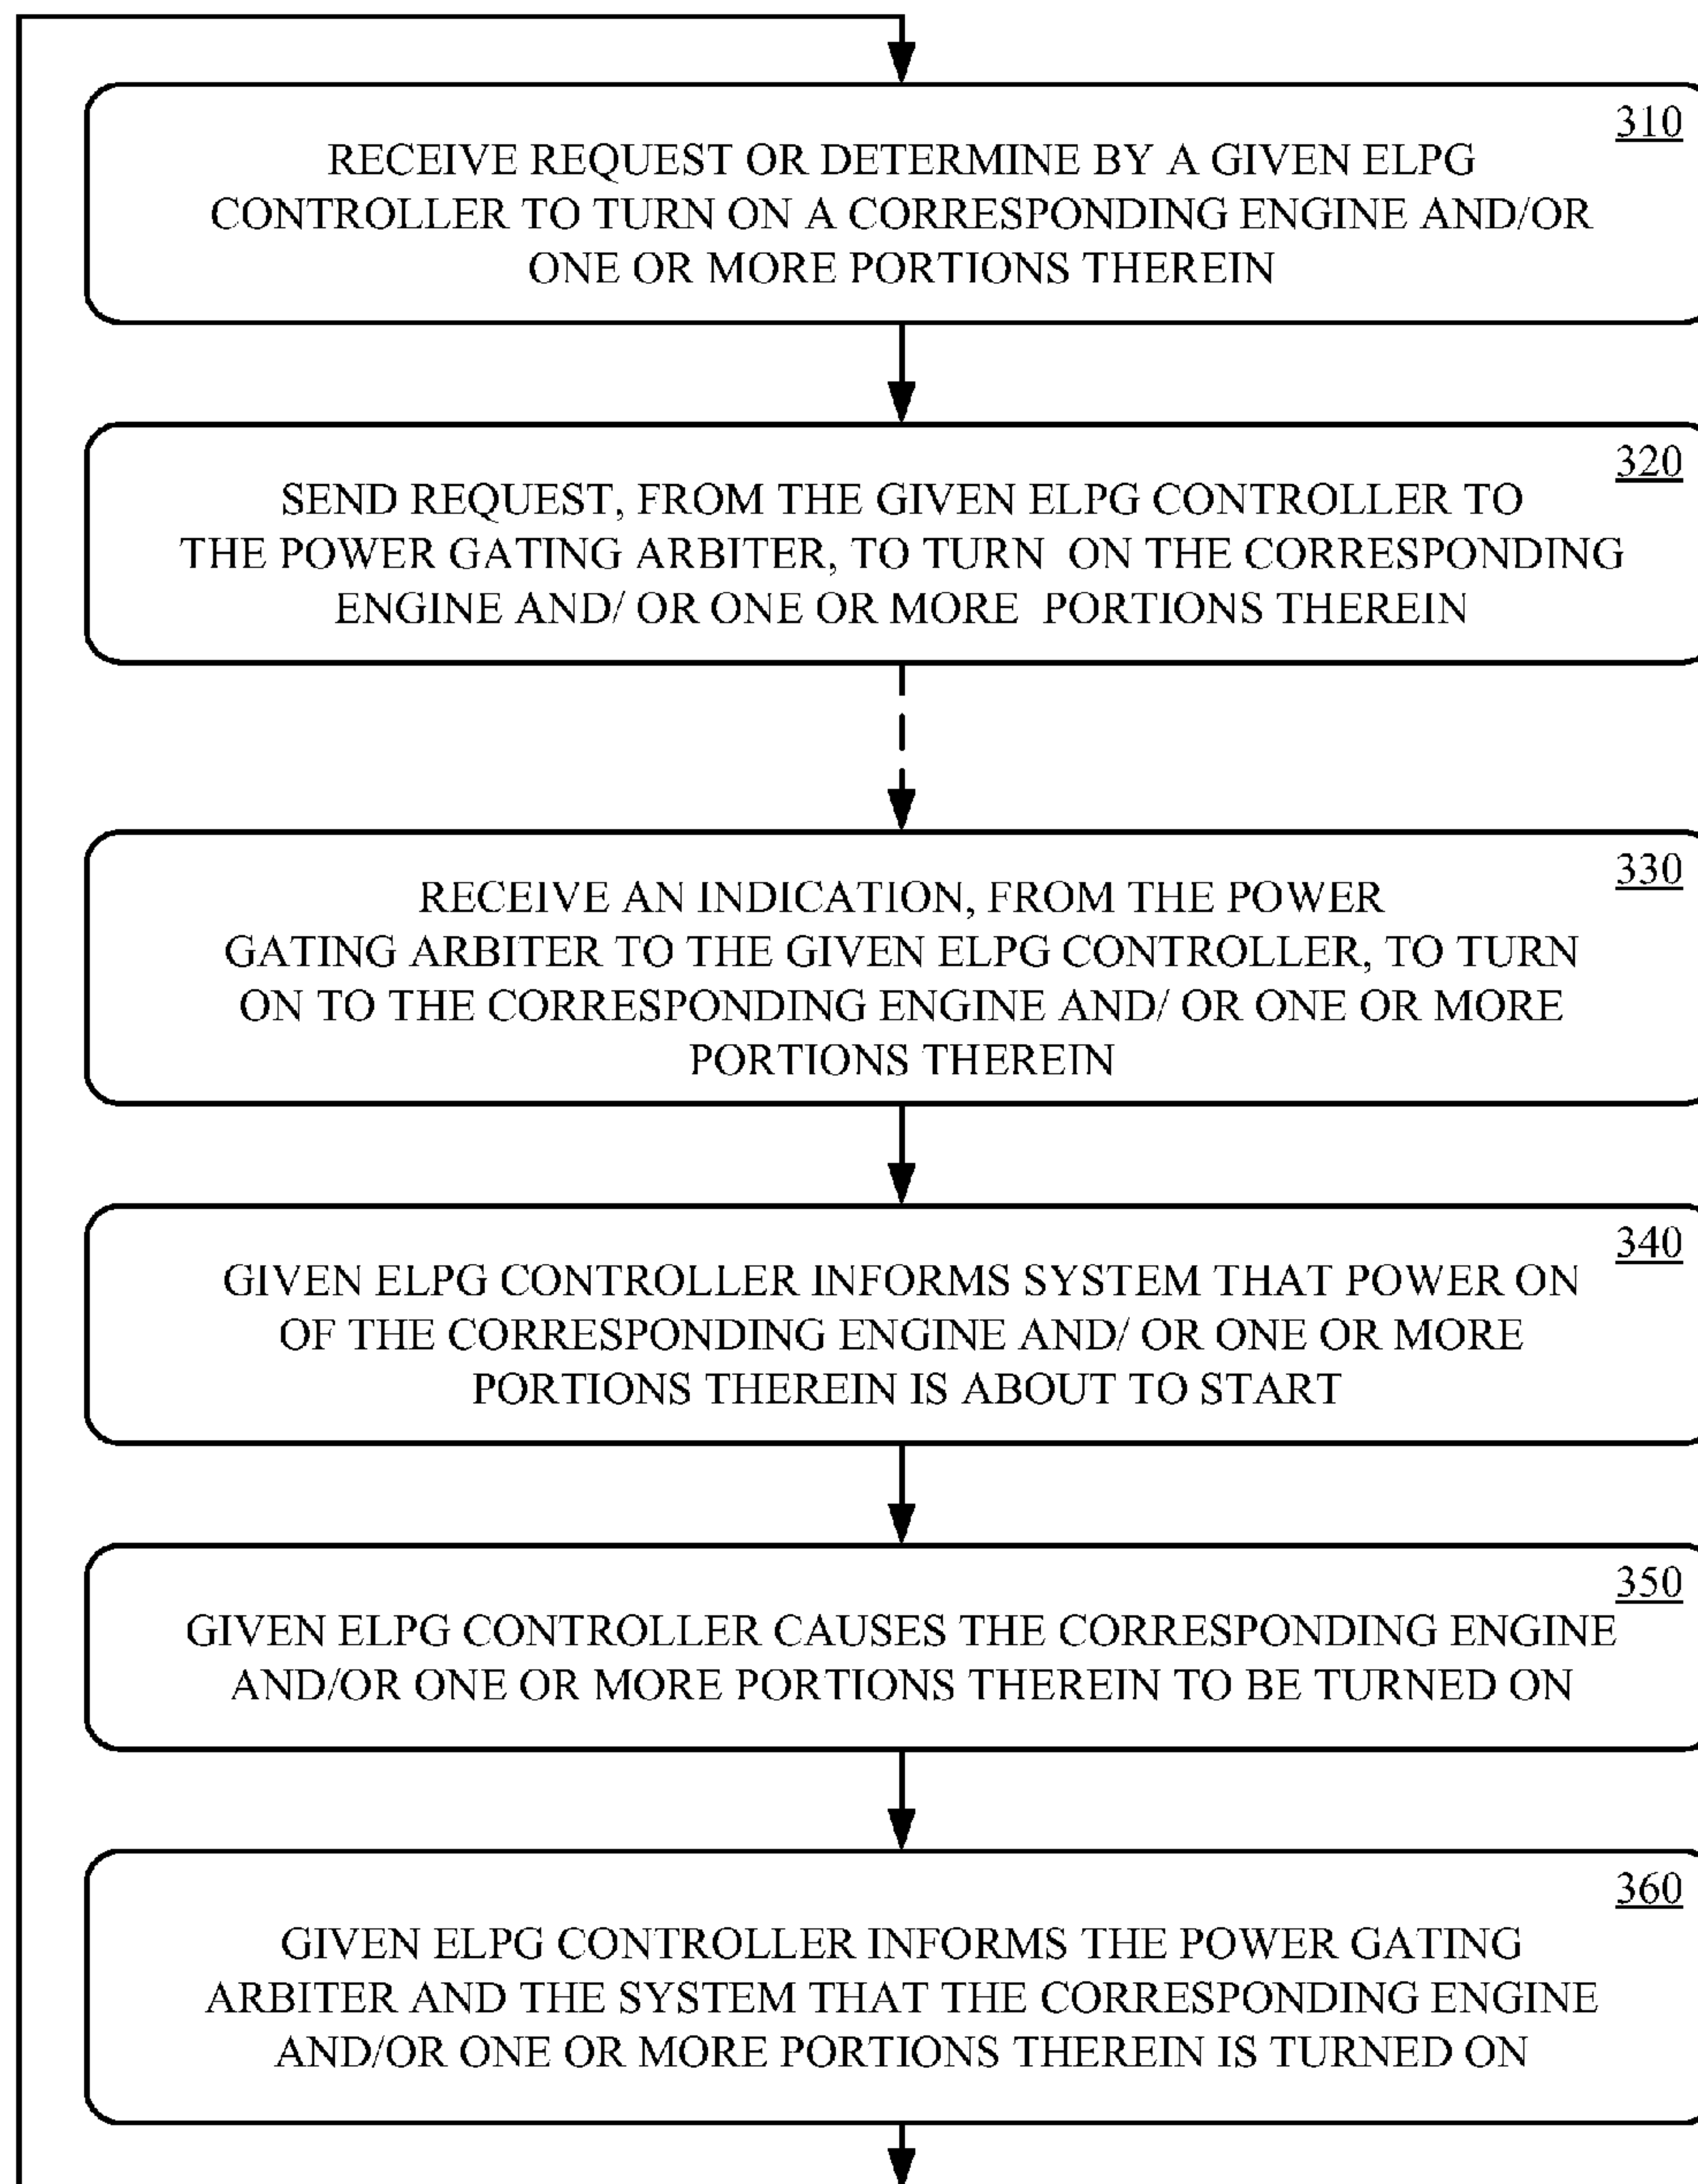 310
RECEIVE REQUEST OR DETERMINE BY A GIVEN ELPG
CONTROLLER TO TURN ON A CORRESPONDING ENGINE AND/OR
ONE OR MORE PORTIONS THEREIN
320
SEND REQUEST, FROM THE GIVEN ELPG CONTROLLER TO
THE POWER GATING ARBITER, TO TURN ON THE CORRESPONDING
ENGINE AND/ OR ONE OR MORE PORTIONS THEREIN
330
RECEIVE AN INDICATION, FROM THE POWER
GATING ARBITER TO THE GIVEN ELPG CONTROLLER, TO TURN
ON TO THE CORRESPONDING ENGINE AND/ OR ONE OR MORE
PORTIONS THEREIN
340
GIVEN ELPG CONTROLLER INFORMS SYSTEM THAT POWER ON
OF THE CORRESPONDING ENGINE AND/ OR ONE OR MORE
PORTIONS THEREIN IS ABOUT TO START
350
GIVEN ELPG CONTROLLER CAUSES THE CORRESPONDING ENGINE
AND/OR ONE OR MORE PORTIONS THEREIN TO BE TURNED ON
360
GIVEN ELPG CONTROLLER INFORMS THE POWER GATING
ARBITER AND THE SYSTEM THAT THE CORRESPONDING ENGINE
AND/OR ONE OR MORE PORTIONS THEREIN IS TURNED ON